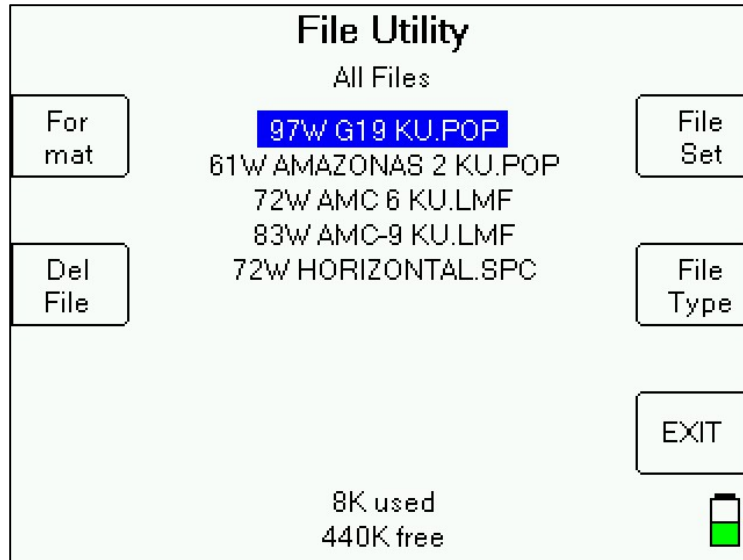 File Utility
All Files
For
mat
File
Set
97W G19 KU.POP
61W AMAZONAS 2 KU.POP
72W AMC 6 KU.LMF
83W AMC-9 KU.LMF
72W HORIZONTAL.SPC
Del
File
File
Type
EXIT
8K used
440K free